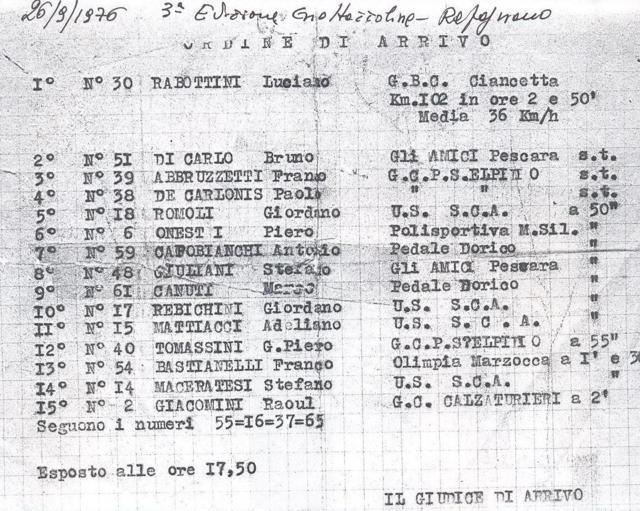 26/9/1976 3ª Edizione
ORDINE DI ARRIVO
I° N° 30 RABOTTINI Luciano G.B.C. Ciancetta
Km.I02 in ore 2 e 50'
Media 36 Km/h
2° N° 5I DI CARLO Bruno Gli AMICI Pescara s.t.
3° N° 39 ABBRUZZETTI Franco G.C.P.S.ELPIDIO s.t.
4° N° 38 DE CARLONIS Paolo " " s.t.
5° N° I8 ROMOLI Giordano U.S. S.C.A. a 50"
6° N° 6 ONESTI Piero Polisportiva M.Sil. "
7° N° 59 CAPOBIANCHI Antonio Pedale Dorico "
8° N° 48 GIULIANI Stefano Gli AMICI Pescara "
9° N° 6I CANUTI Marco Pedale Dorico "
I0° N° I7 REBICHINI Giordano U.S. S.C.A. "
II° N° I5 MATTIACCI Adeliano U.S. S.C.A. "
I2° N° 40 TOMASSINI G.Piero G.C.P.S?ELPIDIO a 55"
I3° N° 54 BASTIANELLI Franco Olimpia Marzocca a I' e 30
I4° N° I4 MACERATESI Stefano U.S. S.C.A. "
I5° N° 2 GIACOMINI Raoul G.C. CALZATURIERI a 2'
Seguono i numeri 55=I6=37=65
Esposto alle ore I7,50
IL GIUDICE DI ARRIVO